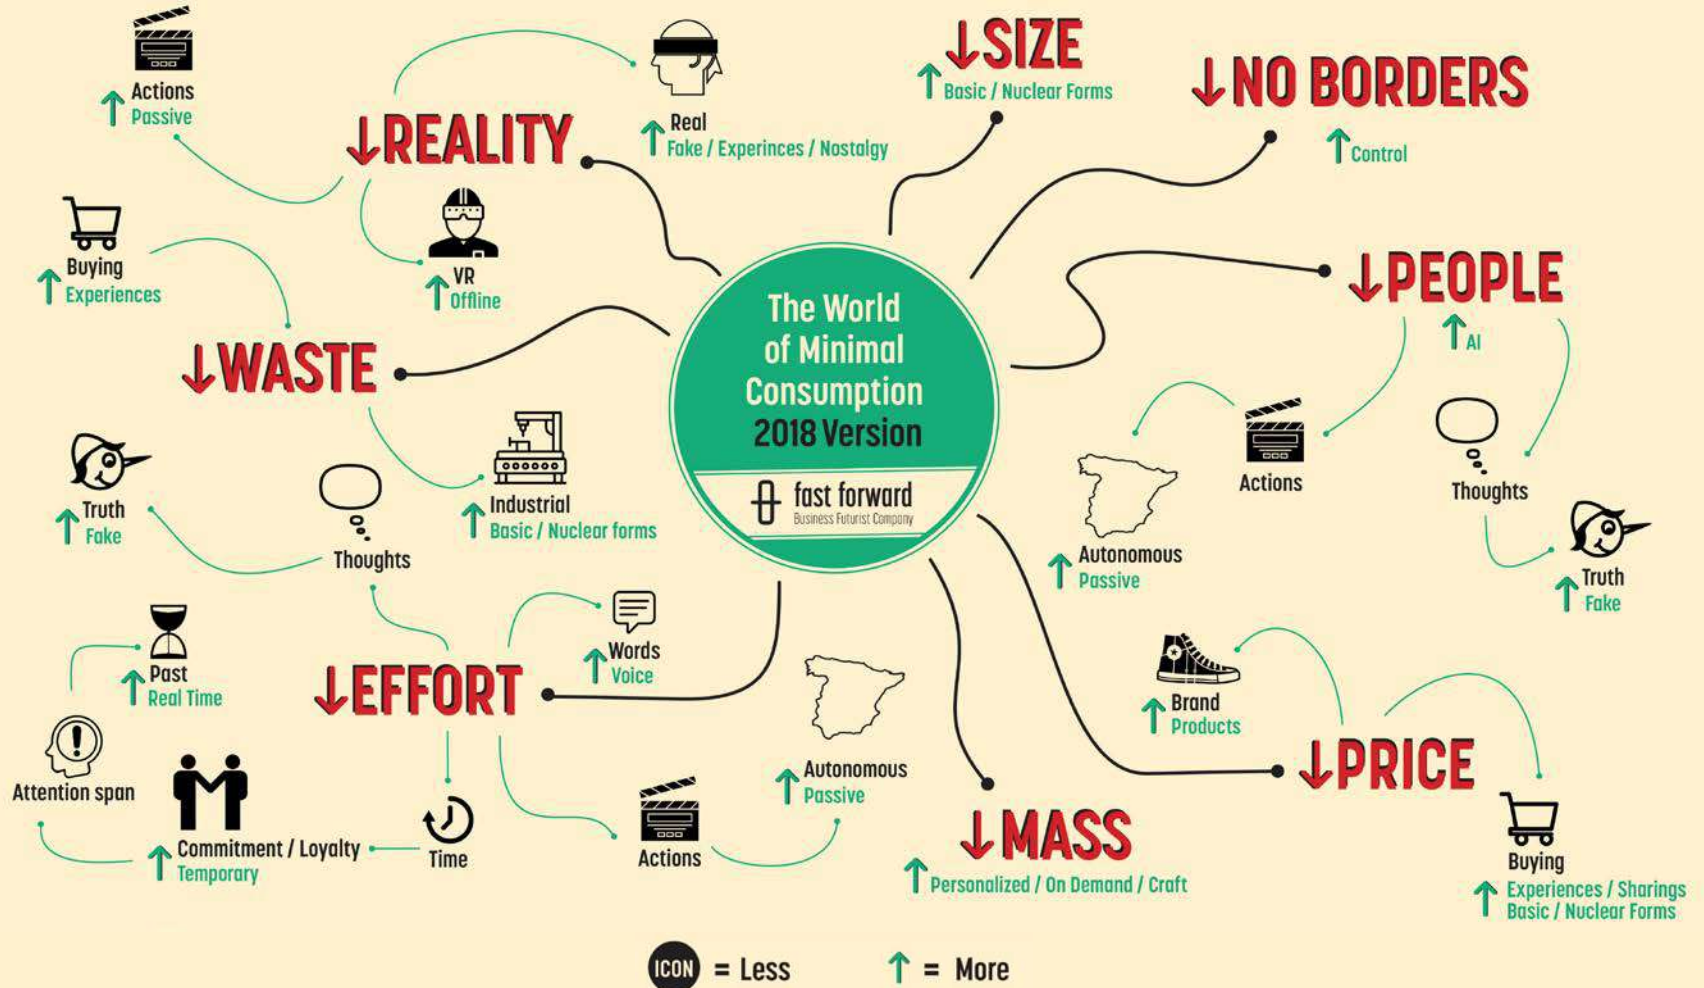 The World
of Minimal
Consumption
2018 Version
fast forward
Business Futurist Company
↓REALITY
Actions
↑ Passive
Real
↑ Fake / Experinces / Nostalgy
VR
↑ Offline
↓SIZE
↑ Basic / Nuclear Forms
↓NO BORDERS
↑ Control
↓PEOPLE
↑ AI
Actions
Autonomous
↑ Passive
Thoughts
Truth
↑ Fake
↓WASTE
Buying
↑ Experiences
Industrial
↑ Basic / Nuclear forms
↓EFFORT
Thoughts
Truth
↑ Fake
Words
↑ Voice
Time
Commitment / Loyalty
↑ Temporary
Attention span
Past
↑ Real Time
Actions
Autonomous
↑ Passive
↓MASS
↑ Personalized / On Demand / Craft
↓PRICE
Brand
↑ Products
Buying
↑ Experiences / Sharings
Basic / Nuclear Forms
ICON = Less
↑ = More